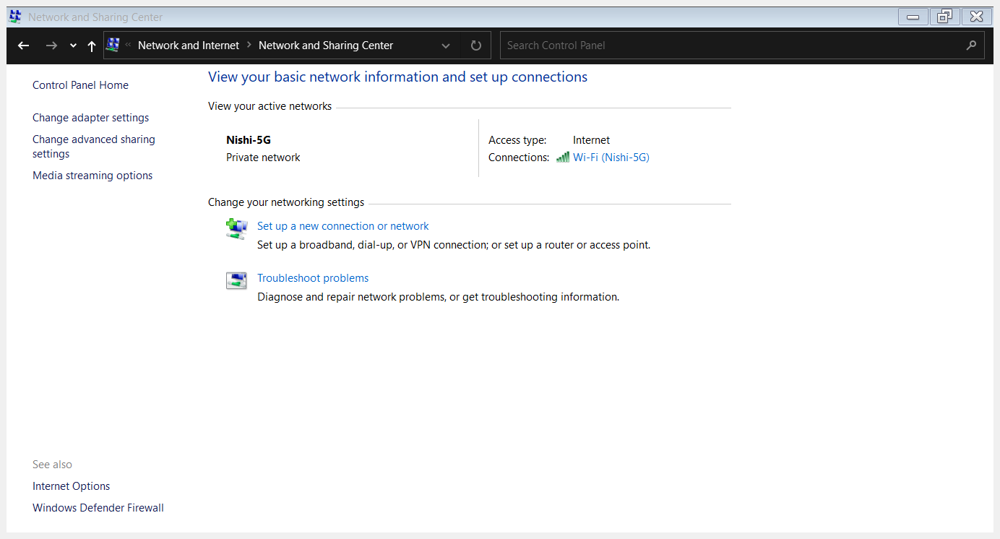 Network and Sharing Center
« Network and Internet > Network and Sharing Center
Search Control Panel
Control Panel Home
Change adapter settings
Change advanced sharing
settings
Media streaming options
See also
Internet Options
Windows Defender Firewall
View your basic network information and set up connections
View your active networks
Nishi-5G
Private network
Access type: Internet
Connections: Wi-Fi (Nishi-5G)
Change your networking settings
Set up a new connection or network
Set up a broadband, dial-up, or VPN connection; or set up a router or access point.
Troubleshoot problems
Diagnose and repair network problems, or get troubleshooting information.